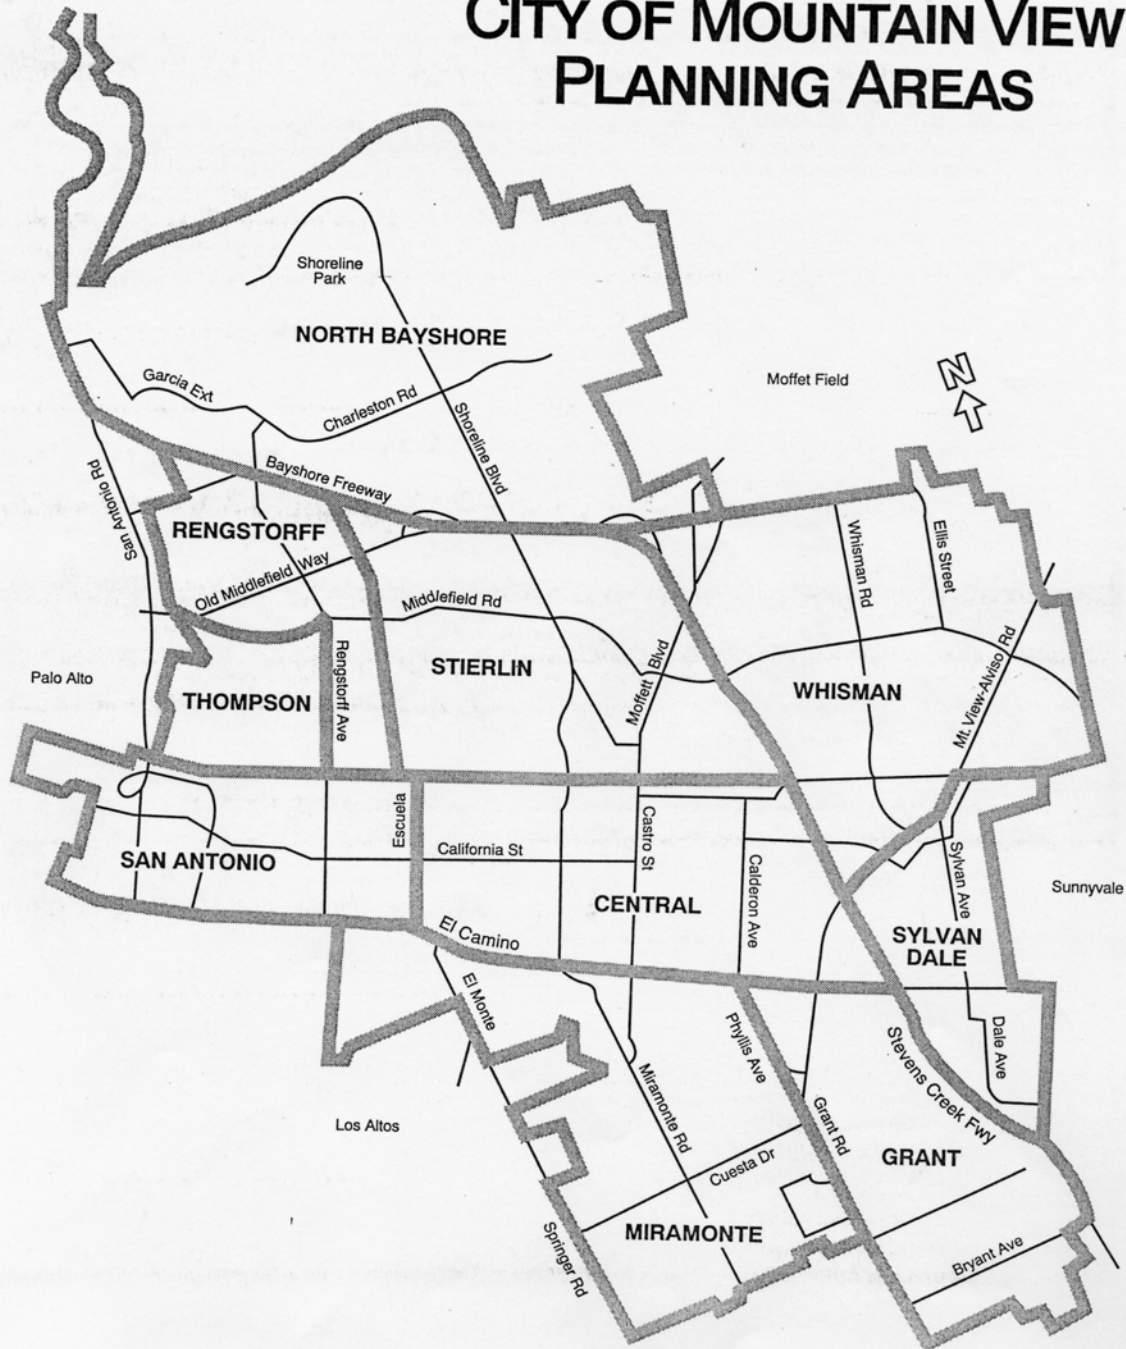 CITY OF MOUNTAIN VIEW
PLANNING AREAS
Shoreline
Park
NORTH BAYSHORE
Moffet Field
N
Garcia Ext
Charleston Rd
Shoreline Blvd
San Antonio Rd
Bayshore Freeway
RENGSTORFF
Old Middlefield Way
Middlefield Rd
Whisman Rd
Ellis Street
Palo Alto
THOMPSON
Rengstorff Ave
STIERLIN
Moffett Blvd
WHISMAN
Mt. View-Alviso Rd
Escuela
SAN ANTONIO
California St
Castro St
CENTRAL
Calderon Ave
Sylvan Ave
Sunnyvale
SYLVAN
DALE
El Camino
El Monte
Phyllis Ave
Stevens Creek Fwy
Dale Ave
Los Altos
Miramonte Rd
Grant Rd
Cuesta Dr
GRANT
MIRAMONTE
Springer Rd
Bryant Ave